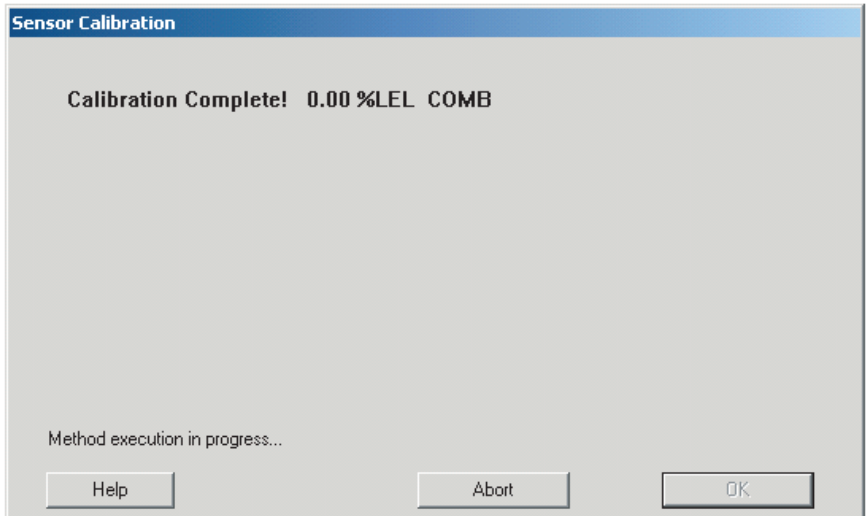 Sensor Calibration
Calibration Complete! 0.00 %LEL COMB
Method execution in progress...
Help Abort OK